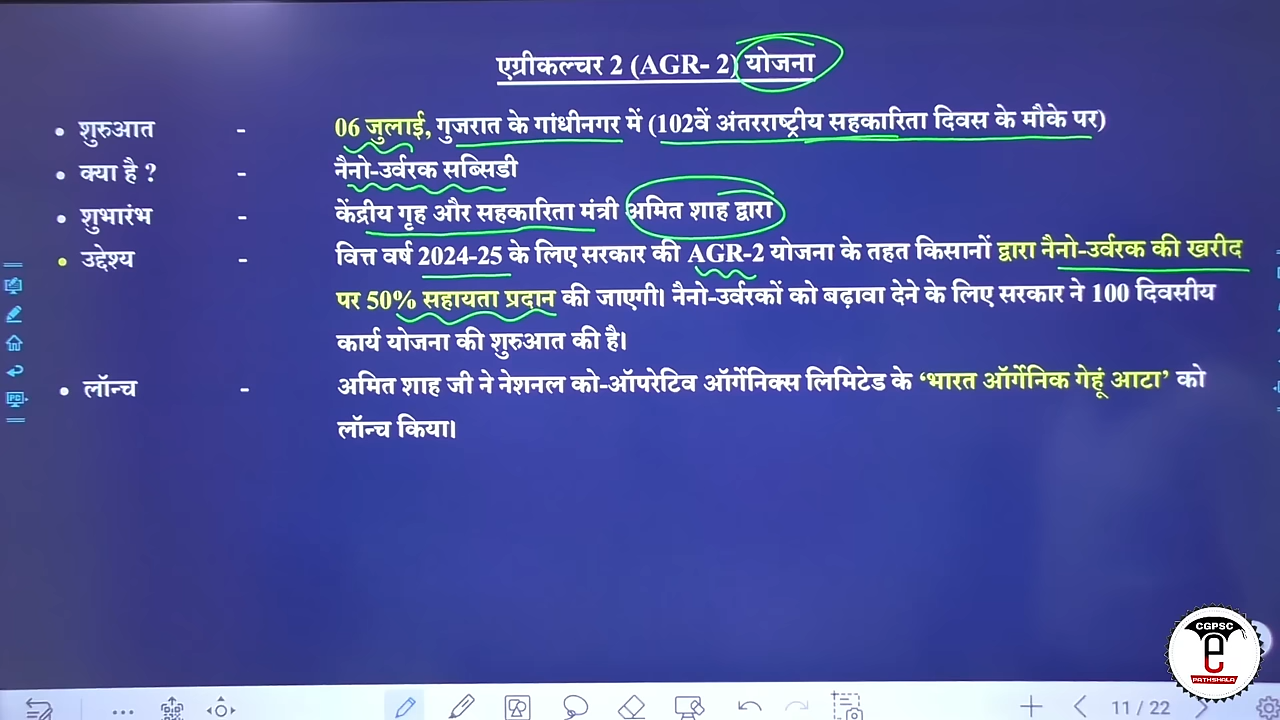 एग्रीकल्चर 2 (AGR- 2) योजना
• शुरुआत - 06 जुलाई, गुजरात के गांधीनगर में (102वें अंतरराष्ट्रीय सहकारिता दिवस के मौके पर)
• क्या है ? - नैनो-उर्वरक सब्सिडी
• शुभारंभ - केंद्रीय गृह और सहकारिता मंत्री अमित शाह द्वारा
• उद्देश्य - वित्त वर्ष 2024-25 के लिए सरकार की AGR-2 योजना के तहत किसानों द्वारा नैनो-उर्वरक की खरीद
पर 50% सहायता प्रदान की जाएगी। नैनो-उर्वरकों को बढ़ावा देने के लिए सरकार ने 100 दिवसीय
कार्य योजना की शुरुआत की है।
• लॉन्च - अमित शाह जी ने नेशनल को-ऑपरेटिव ऑर्गेनिक्स लिमिटेड के ‘भारत ऑर्गेनिक गेहूं आटा’ को
लॉन्च किया।
CGPSC
e
PATHSHALA
11 / 22